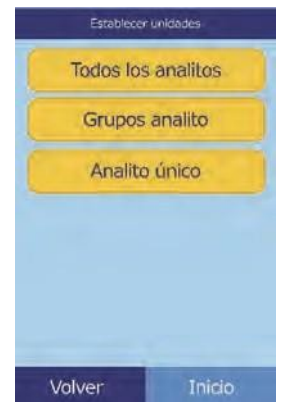 Establecer unidades
Todos los analitos
Grupos analito
Analito único
Volver Inicio